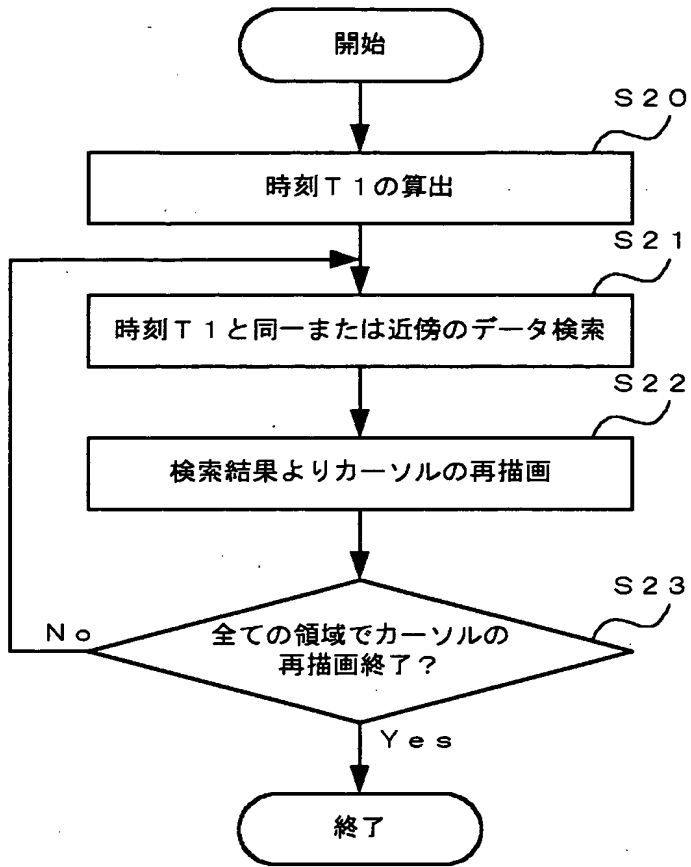 開始
S20
時刻T1の算出
S21
時刻T1と同一または近傍のデータ検索
S22
検索結果よりカーソルの再描画
S23
全ての領域でカーソルの
再描画終了?
No
Yes
終了